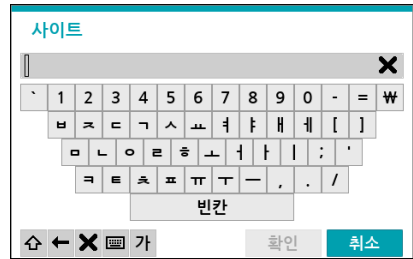 사이트
` 1 2 3 4 5 6 7 8 9 0 - = ₩
ㅂ ㅈ ㄷ ㄱ ㅅ ㅛ ㅕ ㅑ ㅐ ㅔ [ ]
ㅁ ㄴ ㅇ ㄹ ㅎ ㅗ ㅓ ㅏ ㅣ ; '
ㅋ ㅌ ㅊ ㅍ ㅠ ㅜ ㅡ , . /
빈칸
가 확인 취소